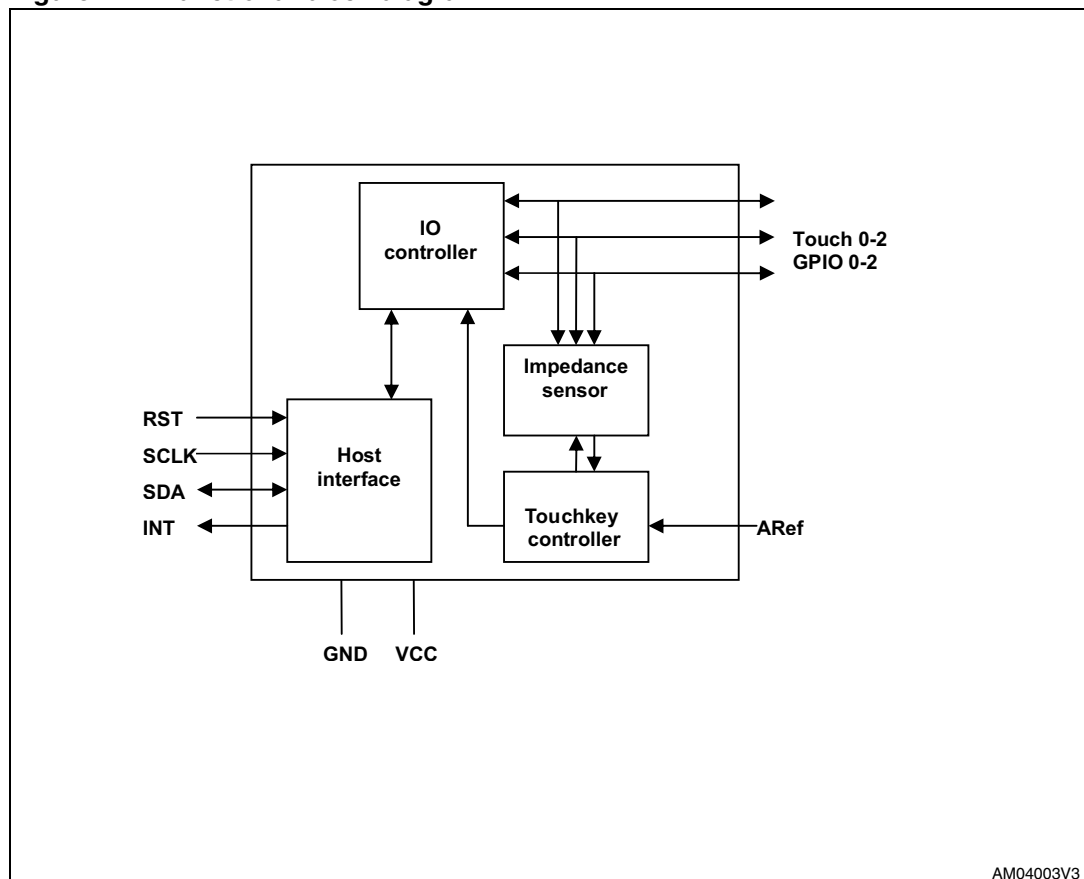 IO
controller
Touch 0-2
GPIO 0-2
Impedance
sensor
RST
SCLK
SDA
INT
Host
interface
Touchkey
controller
ARef
GND VCC
AM04003V3